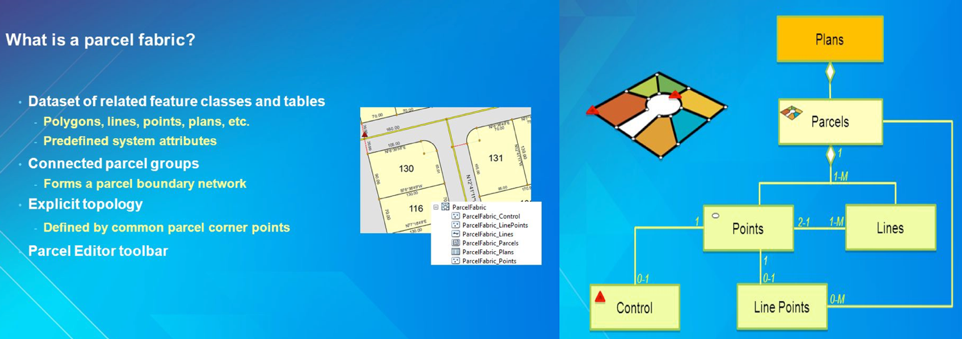 What is a parcel fabric?
Dataset of related feature classes and tables
Polygons, lines, points, plans, etc.
Predefined system attributes
Connected parcel groups
Forms a parcel boundary network
Explicit topology
Defined by common parcel corner points
Parcel Editor toolbar
130
131
116
ParcelFabric
ParcelFabric_Control
ParcelFabric_LinePoints
ParcelFabric_Lines
ParcelFabric_Parcels
ParcelFabric_Plans
ParcelFabric_Points
Plans
Parcels
1
1-M
1
Points
2-1
1-M
Lines
1
0-1
0-1
Control
Line Points
0-M